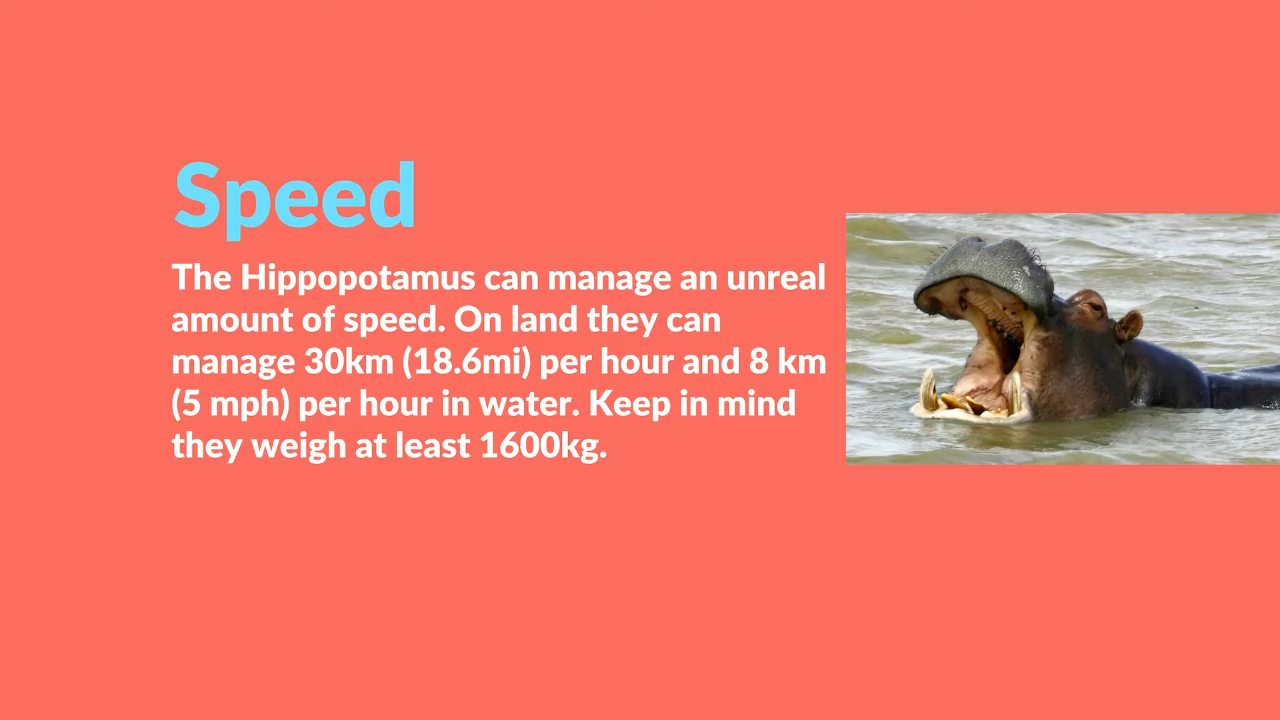 Speed
The Hippopotamus can manage an unreal
amount of speed. On land they can
manage 30km (18.6mi) per hour and 8 km
(5 mph) per hour in water. Keep in mind
they weigh at least 1600kg.